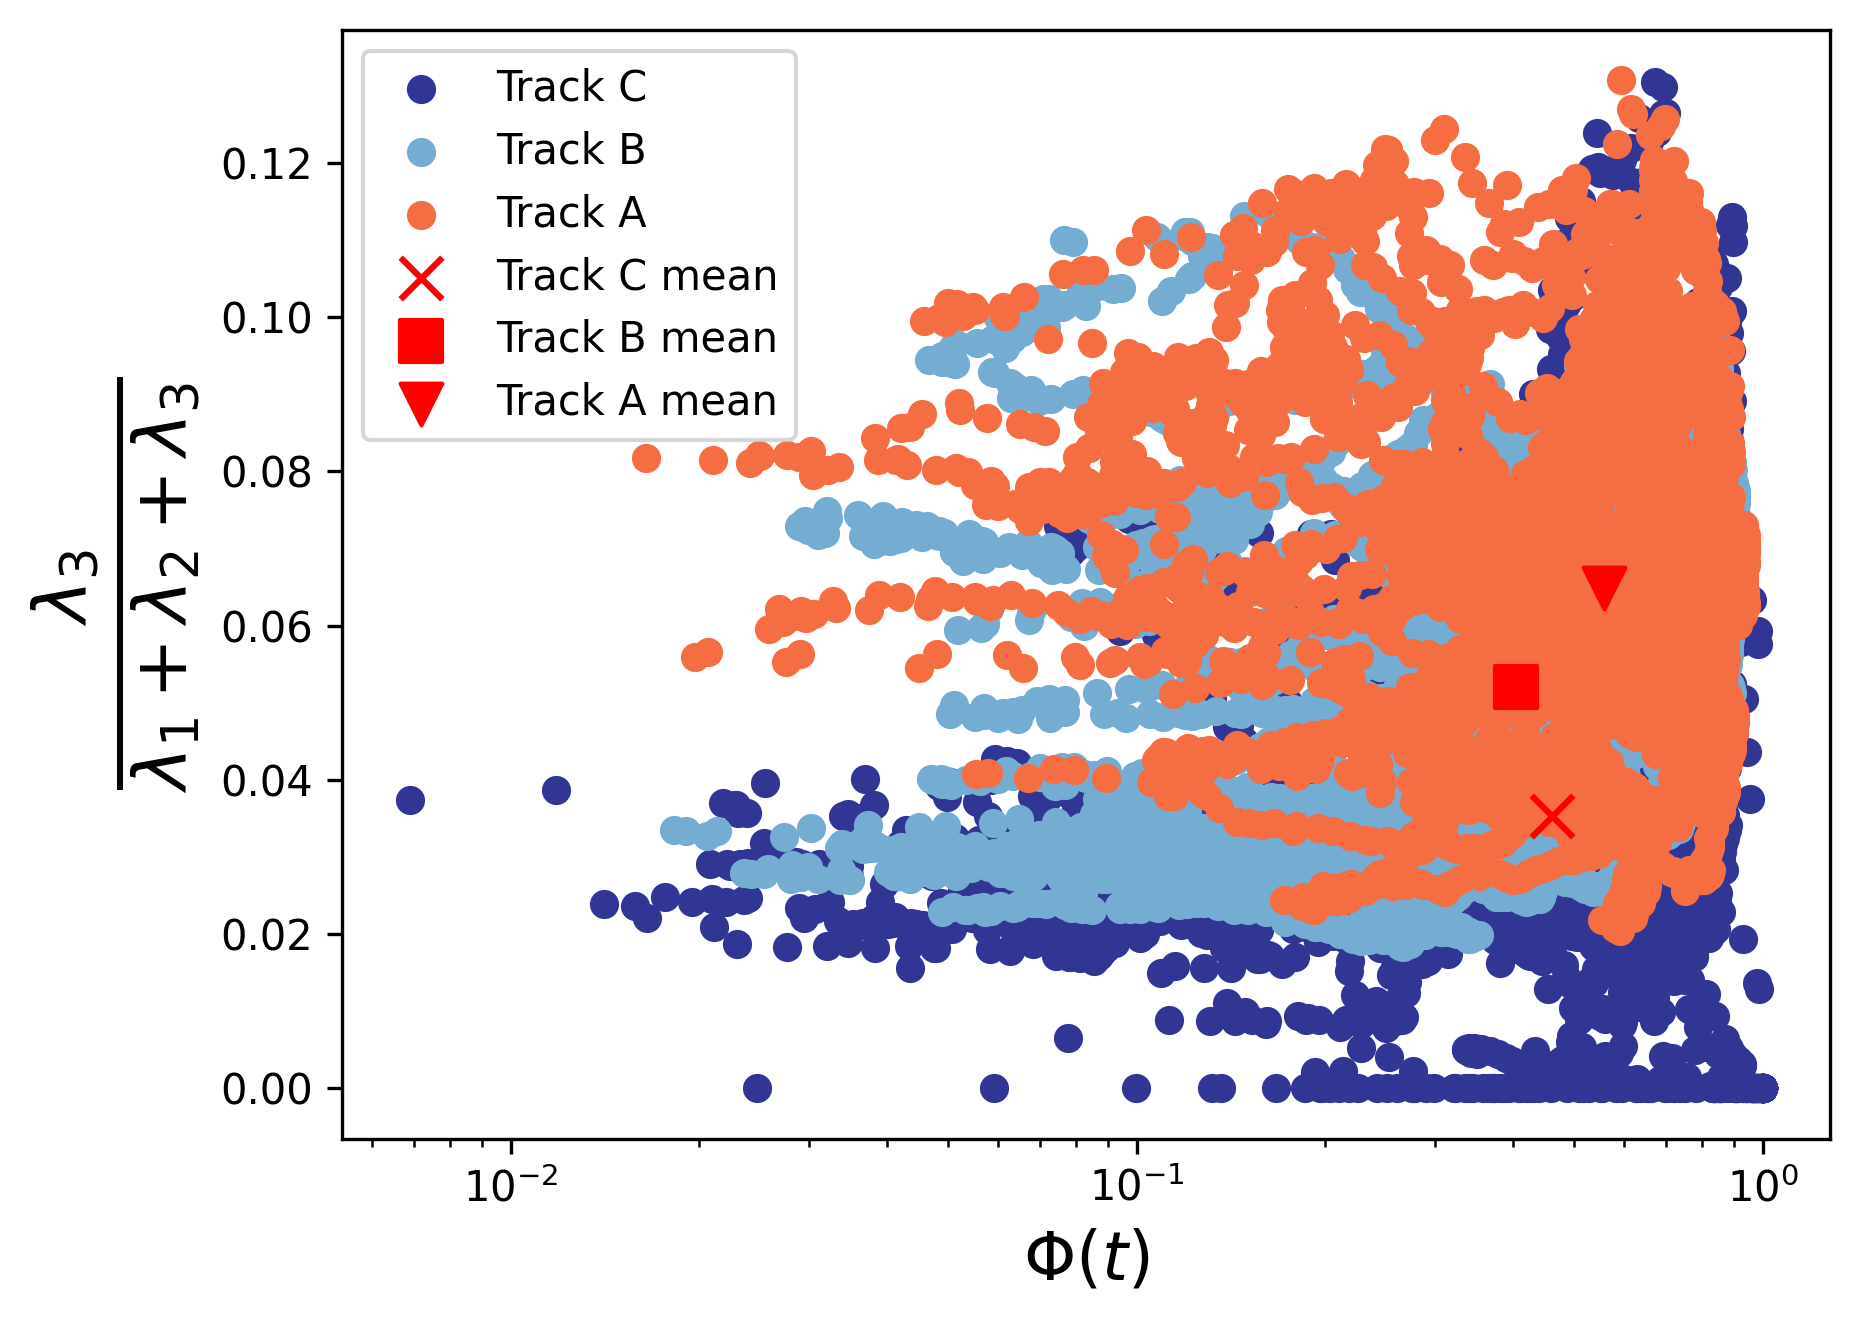 Track C
Track B
Track A
Track C mean
Track B mean
Track A mean
0.12
0.10
0.08
0.06
0.04
0.02
0.00
λ₃
λ₁ + λ₂ + λ₃
10⁻² 10⁻¹ 10⁰
Φ(t)